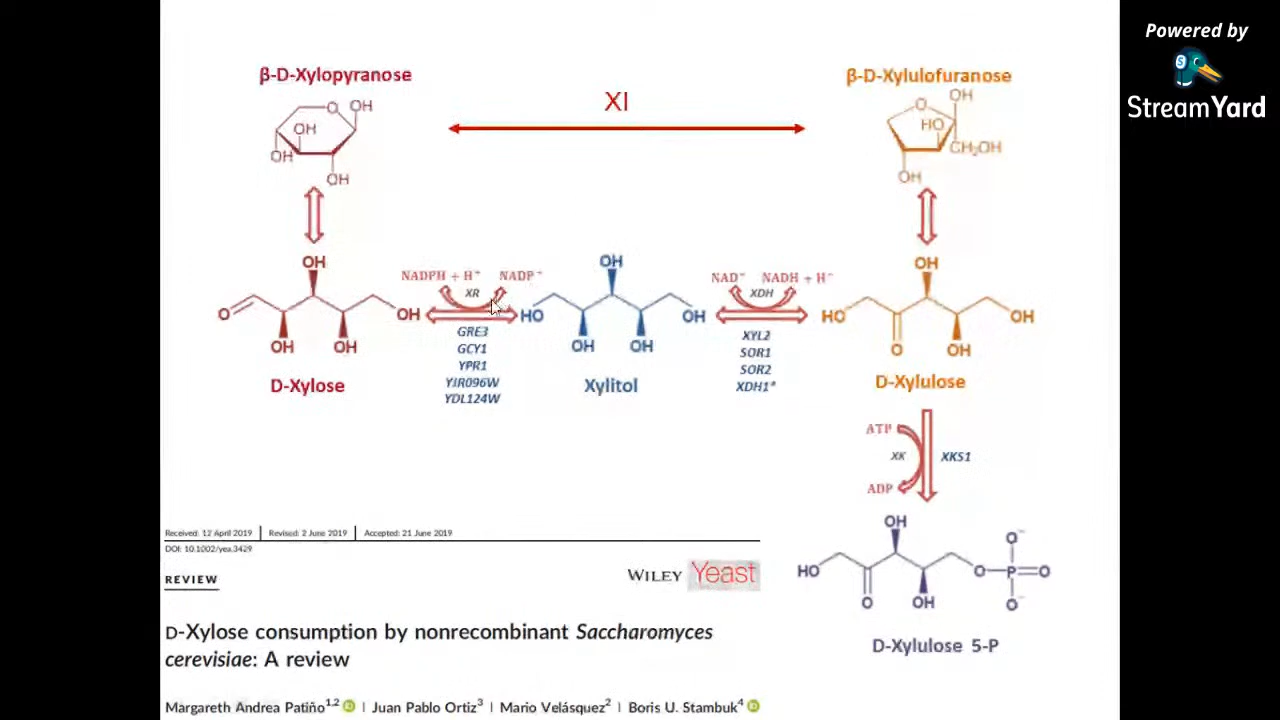 Powered by
StreamYard
β-D-Xylopyranose
β-D-Xylulofuranose
XI
O OH
OH
OH
OH
O OH
HO
CH₂OH
OH
OH
O OH
OH OH
D-Xylose
NADPH + H⁺ NADP⁺
XR
GRE3
GCY1
YPR1
YJR096W
YDL124W
OH
HO OH
OH OH
Xylitol
NAD⁺ NADH + H⁺
XDH
XYL2
SOR1
SOR2
XDH1*
OH
HO OH
O OH
D-Xylulose
ATP
XK XKS1
ADP
OH O⁻
HO O P O
O OH O⁻
D-Xylulose 5-P
Received: 12 April 2019 | Revised: 2 June 2019 | Accepted: 21 June 2019
DOI: 10.1002/yea.3429
REVIEW
WILEY Yeast
D-Xylose consumption by nonrecombinant Saccharomyces
cerevisiae: A review
Margareth Andrea Patiño¹,² | Juan Pablo Ortiz³ | Mario Velásquez² | Boris U. Stambuk⁴